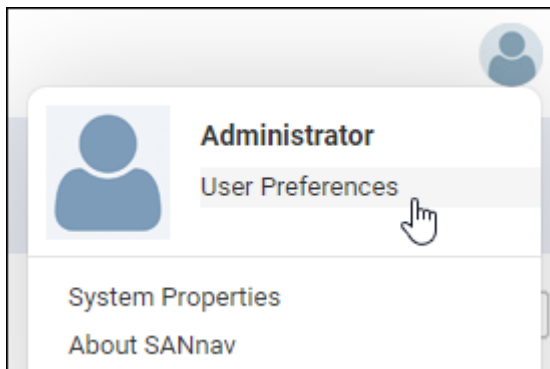 Administrator
User Preferences
System Properties
About SANnav